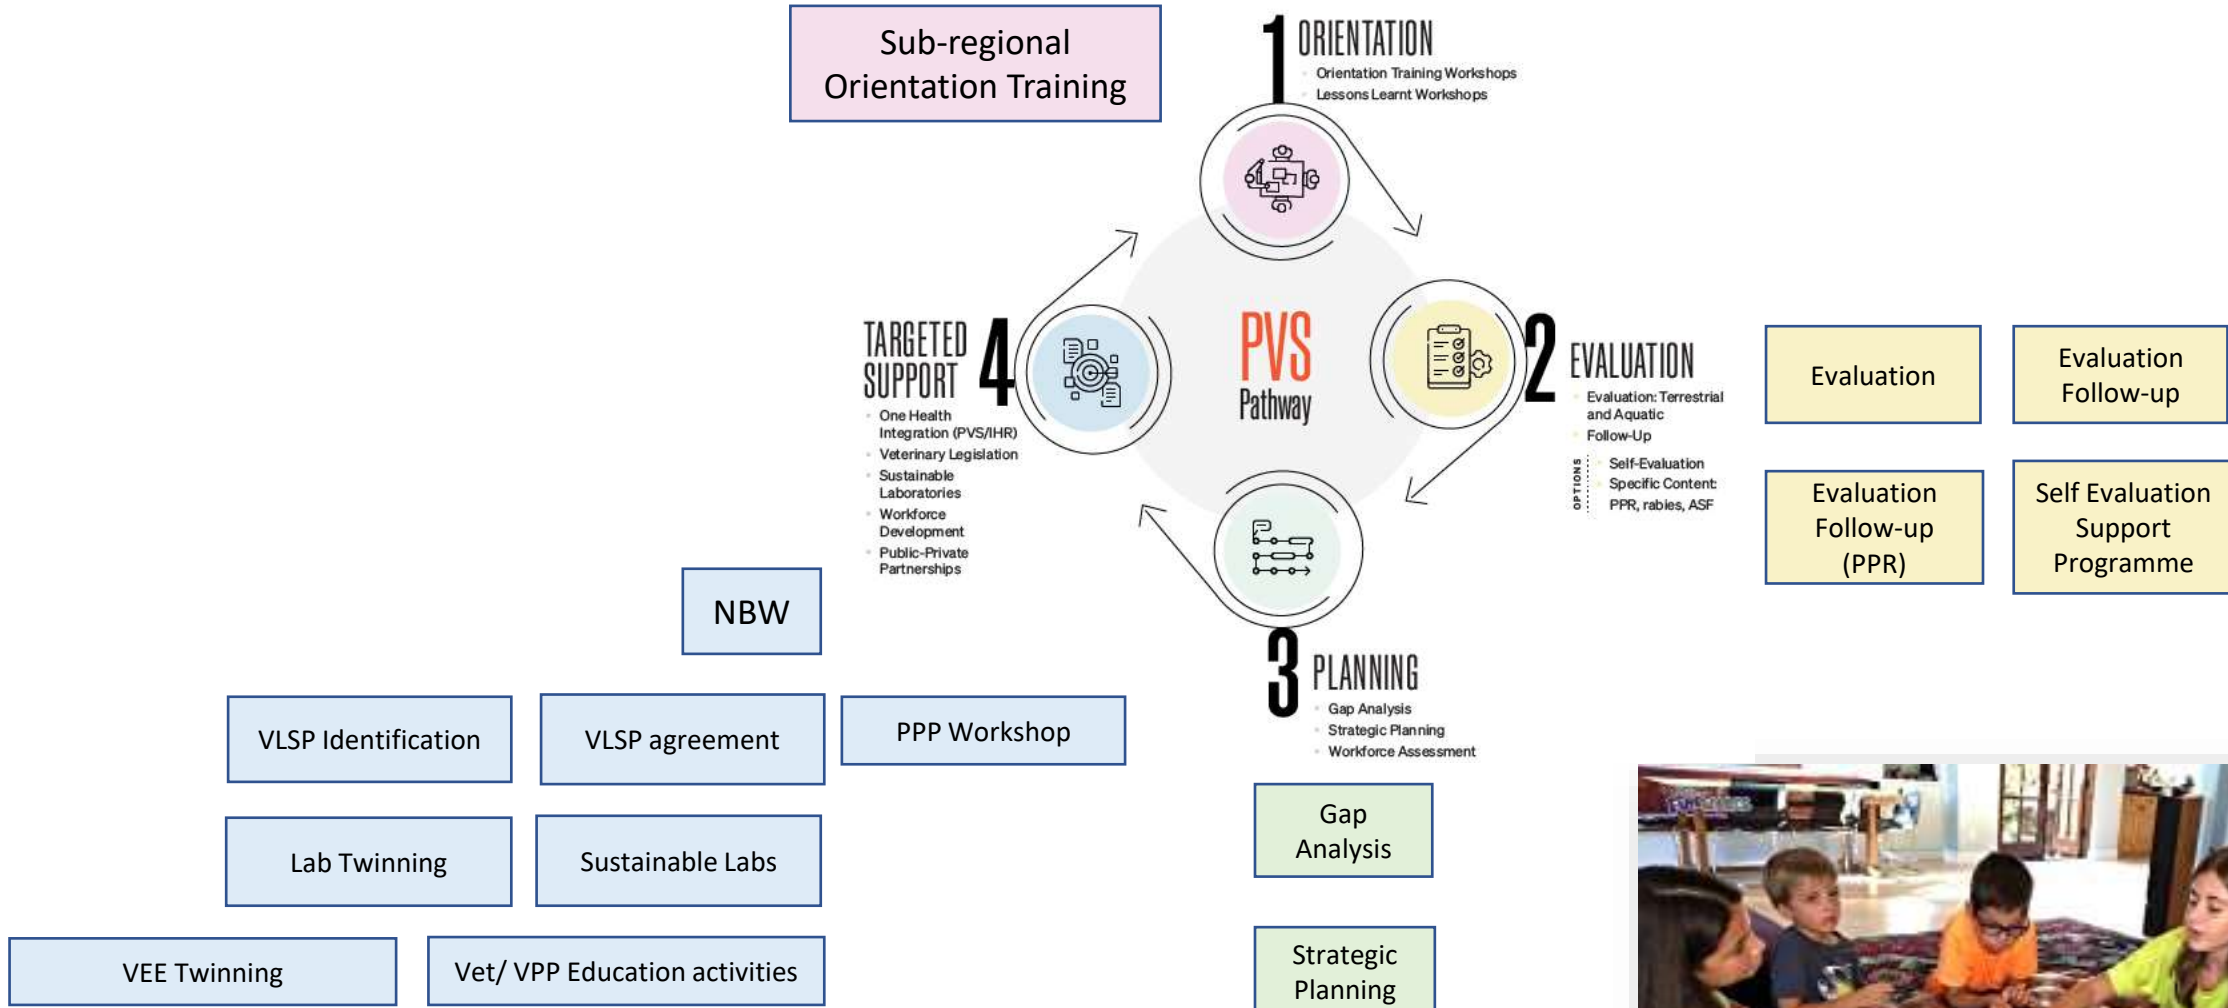 Sub-regional
Orientation Training
1 ORIENTATION
Orientation Training Workshops
Lessons Learnt Workshops
PVS
Pathway
2 EVALUATION
Evaluation: Terrestrial
and Aquatic
Follow-Up
OPTIONS
Self-Evaluation
Specific Content:
PPR, rabies, ASF
Evaluation
Evaluation
Follow-up
Evaluation
Follow-up
(PPR)
Self Evaluation
Support
Programme
TARGETED
SUPPORT
4
One Health
Integration (PVS/IHR)
Veterinary Legislation
Sustainable
Laboratories
Workforce
Development
Public-Private
Partnerships
3 PLANNING
Gap Analysis
Strategic Planning
Workforce Assessment
NBW
VLSP Identification
VLSP agreement
PPP Workshop
Lab Twinning
Sustainable Labs
VEE Twinning
Vet/ VPP Education activities
Gap
Analysis
Strategic
Planning